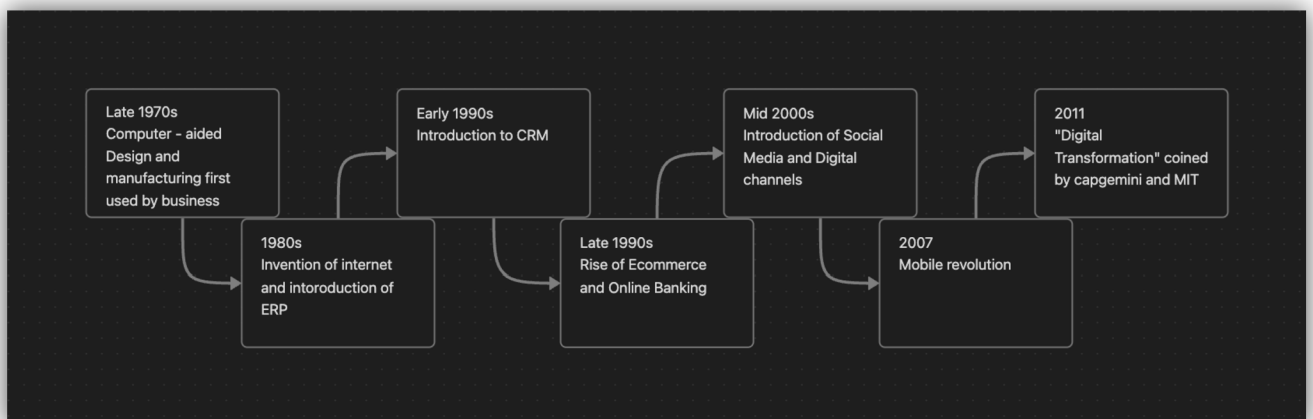 Late 1970s
Computer - aided
Design and
manufacturing first
used by business
1980s
Invention of internet
and intoroduction of
ERP
Early 1990s
Introduction to CRM
Late 1990s
Rise of Ecommerce
and Online Banking
Mid 2000s
Introduction of Social
Media and Digital
channels
2007
Mobile revolution
2011
"Digital
Transformation" coined
by capgemini and MIT